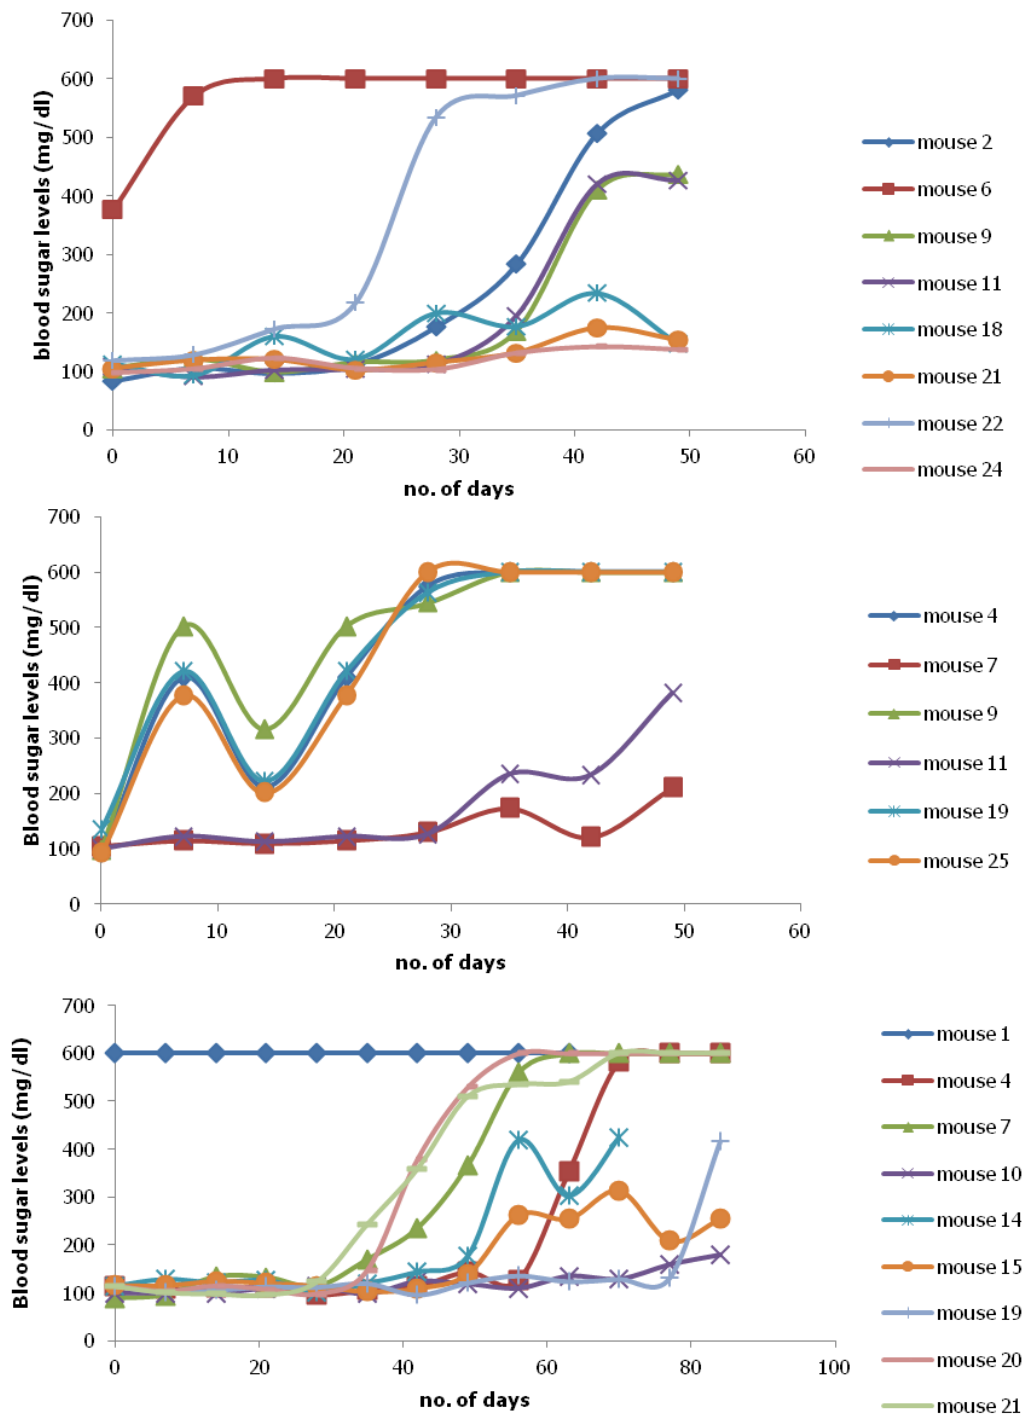 700
600
500
400
300
200
100
0
blood sugar levels (mg/dl)
0 10 20 30 40 50 60
no. of days
mouse 2
mouse 6
mouse 9
mouse 11
mouse 18
mouse 21
mouse 22
mouse 24
700
600
500
400
300
200
100
0
Blood sugar levels (mg/dl)
0 10 20 30 40 50 60
no. of days
mouse 4
mouse 7
mouse 9
mouse 11
mouse 19
mouse 25
700
600
500
400
300
200
100
0
Blood sugar levels (mg/dl)
0 20 40 60 80 100
no. of days
mouse 1
mouse 4
mouse 7
mouse 10
mouse 14
mouse 15
mouse 19
mouse 20
mouse 21